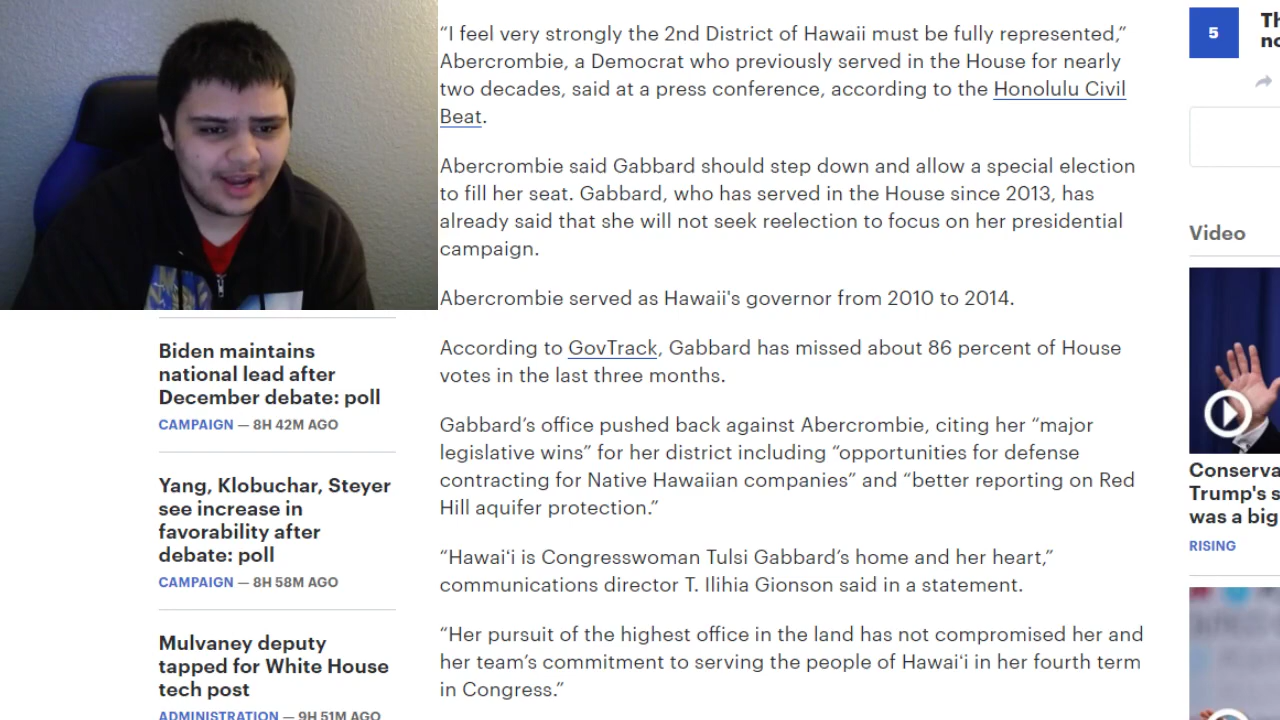 “I feel very strongly the 2nd District of Hawaii must be fully represented,”
Abercrombie, a Democrat who previously served in the House for nearly
two decades, said at a press conference, according to the Honolulu Civil
Beat.
Abercrombie said Gabbard should step down and allow a special election
to fill her seat. Gabbard, who has served in the House since 2013, has
already said that she will not seek reelection to focus on her presidential
campaign.
Abercrombie served as Hawaii's governor from 2010 to 2014.
According to GovTrack, Gabbard has missed about 86 percent of House
votes in the last three months.
Gabbard’s office pushed back against Abercrombie, citing her “major
legislative wins” for her district including “opportunities for defense
contracting for Native Hawaiian companies” and “better reporting on Red
Hill aquifer protection.”
“Hawaiʻi is Congresswoman Tulsi Gabbard’s home and her heart,”
communications director T. Ilihia Gionson said in a statement.
“Her pursuit of the highest office in the land has not compromised her and
her team’s commitment to serving the people of Hawaiʻi in her fourth term
in Congress.”
Biden maintains
national lead after
December debate: poll
CAMPAIGN — 8H 42M AGO
Yang, Klobuchar, Steyer
see increase in
favorability after
debate: poll
CAMPAIGN — 8H 58M AGO
Mulvaney deputy
tapped for White House
tech post
ADMINISTRATION — 9H 51M AGO
5
Video
Conserva
Trump's s
was a big
RISING